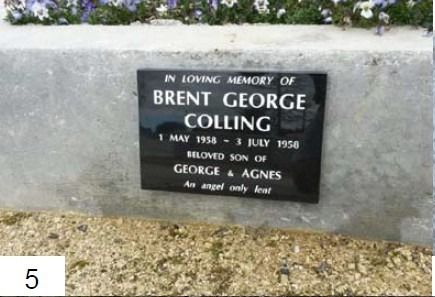 IN LOVING MEMORY OF
BRENT GEORGE
COLLING
1 MAY 1958 ~ 3 JULY 1958
BELOVED SON OF
GEORGE & AGNES
An angel only lent
5